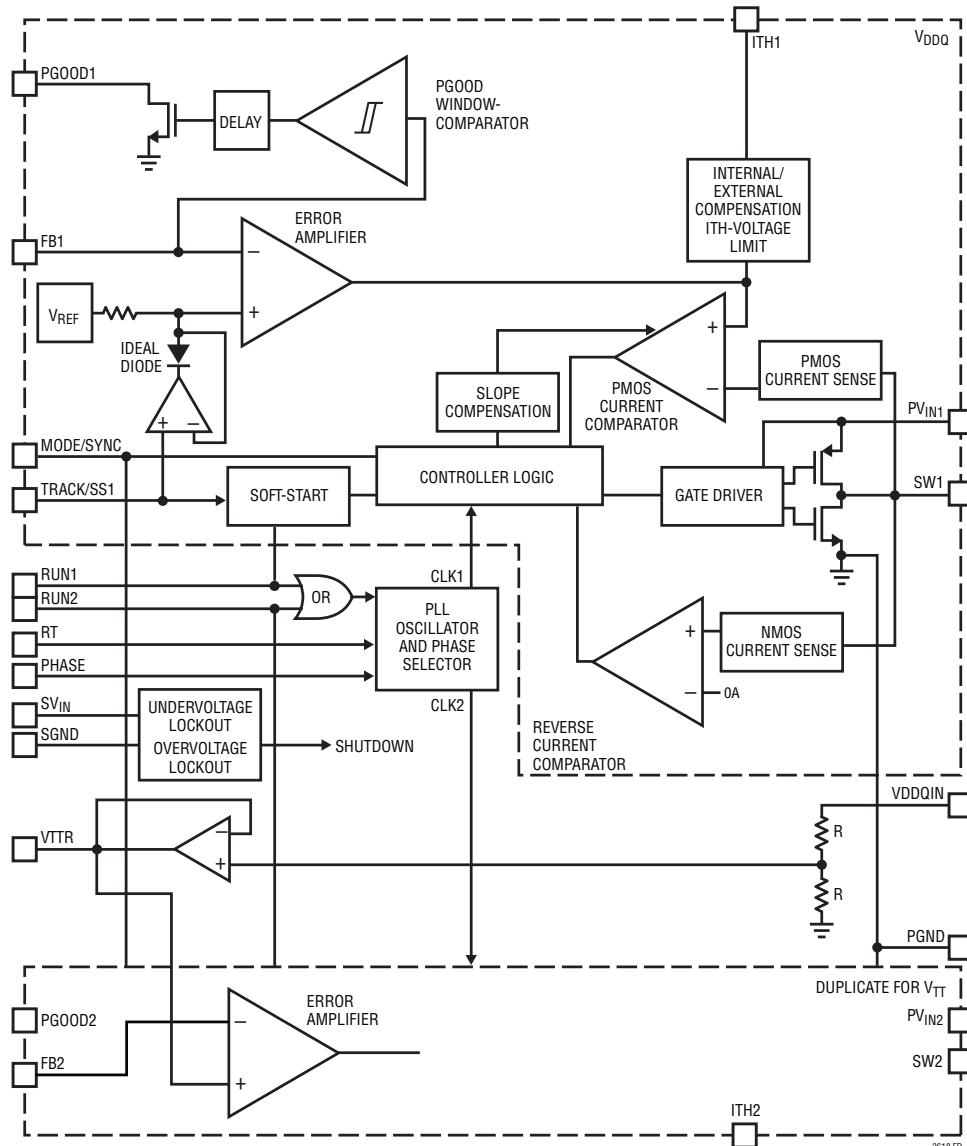 ITH1
VDDQ
PGOOD1
PGOOD
WINDOW-
COMPARATOR
DELAY
INTERNAL/
EXTERNAL
COMPENSATION
ITH-VOLTAGE
LIMIT
FB1
ERROR
AMPLIFIER
−
+
VREF
IDEAL
DIODE
+ −
+
−
SLOPE
COMPENSATION
PMOS
CURRENT
COMPARATOR
PMOS
CURRENT SENSE
PVIN1
MODE/SYNC
CONTROLLER LOGIC
TRACK/SS1
SOFT-START
GATE DRIVER
SW1
RUN1
RUN2
OR
CLK1
PLL
OSCILLATOR
AND PHASE
SELECTOR
CLK2
RT
PHASE
+
−
NMOS
CURRENT SENSE
0A
SVIN
SGND
UNDERVOLTAGE
LOCKOUT
OVERVOLTAGE
LOCKOUT
SHUTDOWN
REVERSE
CURRENT
COMPARATOR
VDDQIN
R
R
VTTR
−
+
PGND
DUPLICATE FOR VTT
PGOOD2
ERROR
AMPLIFIER
−
+
FB2
PVIN2
SW2
ITH2
3618 FD